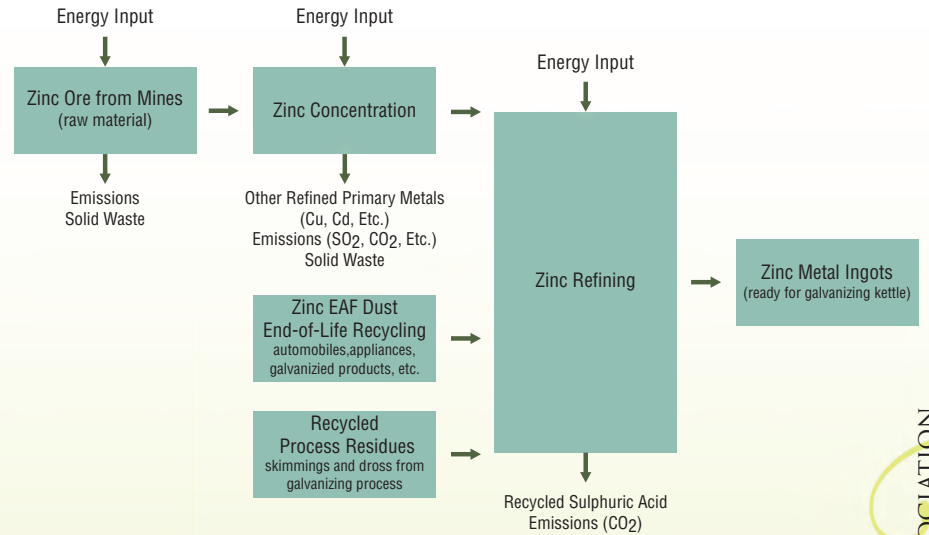 Energy Input
Energy Input
Energy Input
Zinc Ore from Mines
(raw material)
Zinc Concentration
Emissions
Solid Waste
Other Refined Primary Metals
(Cu, Cd, Etc.)
Emissions (SO2, CO2, Etc.)
Solid Waste
Zinc Refining
Zinc Metal Ingots
(ready for galvanizing kettle)
Zinc EAF Dust
End-of-Life Recycling
automobiles,appliances,
galvanizied products, etc.
Recycled
Process Residues
skimmings and dross from
galvanizing process
Recycled Sulphuric Acid
Emissions (CO2)